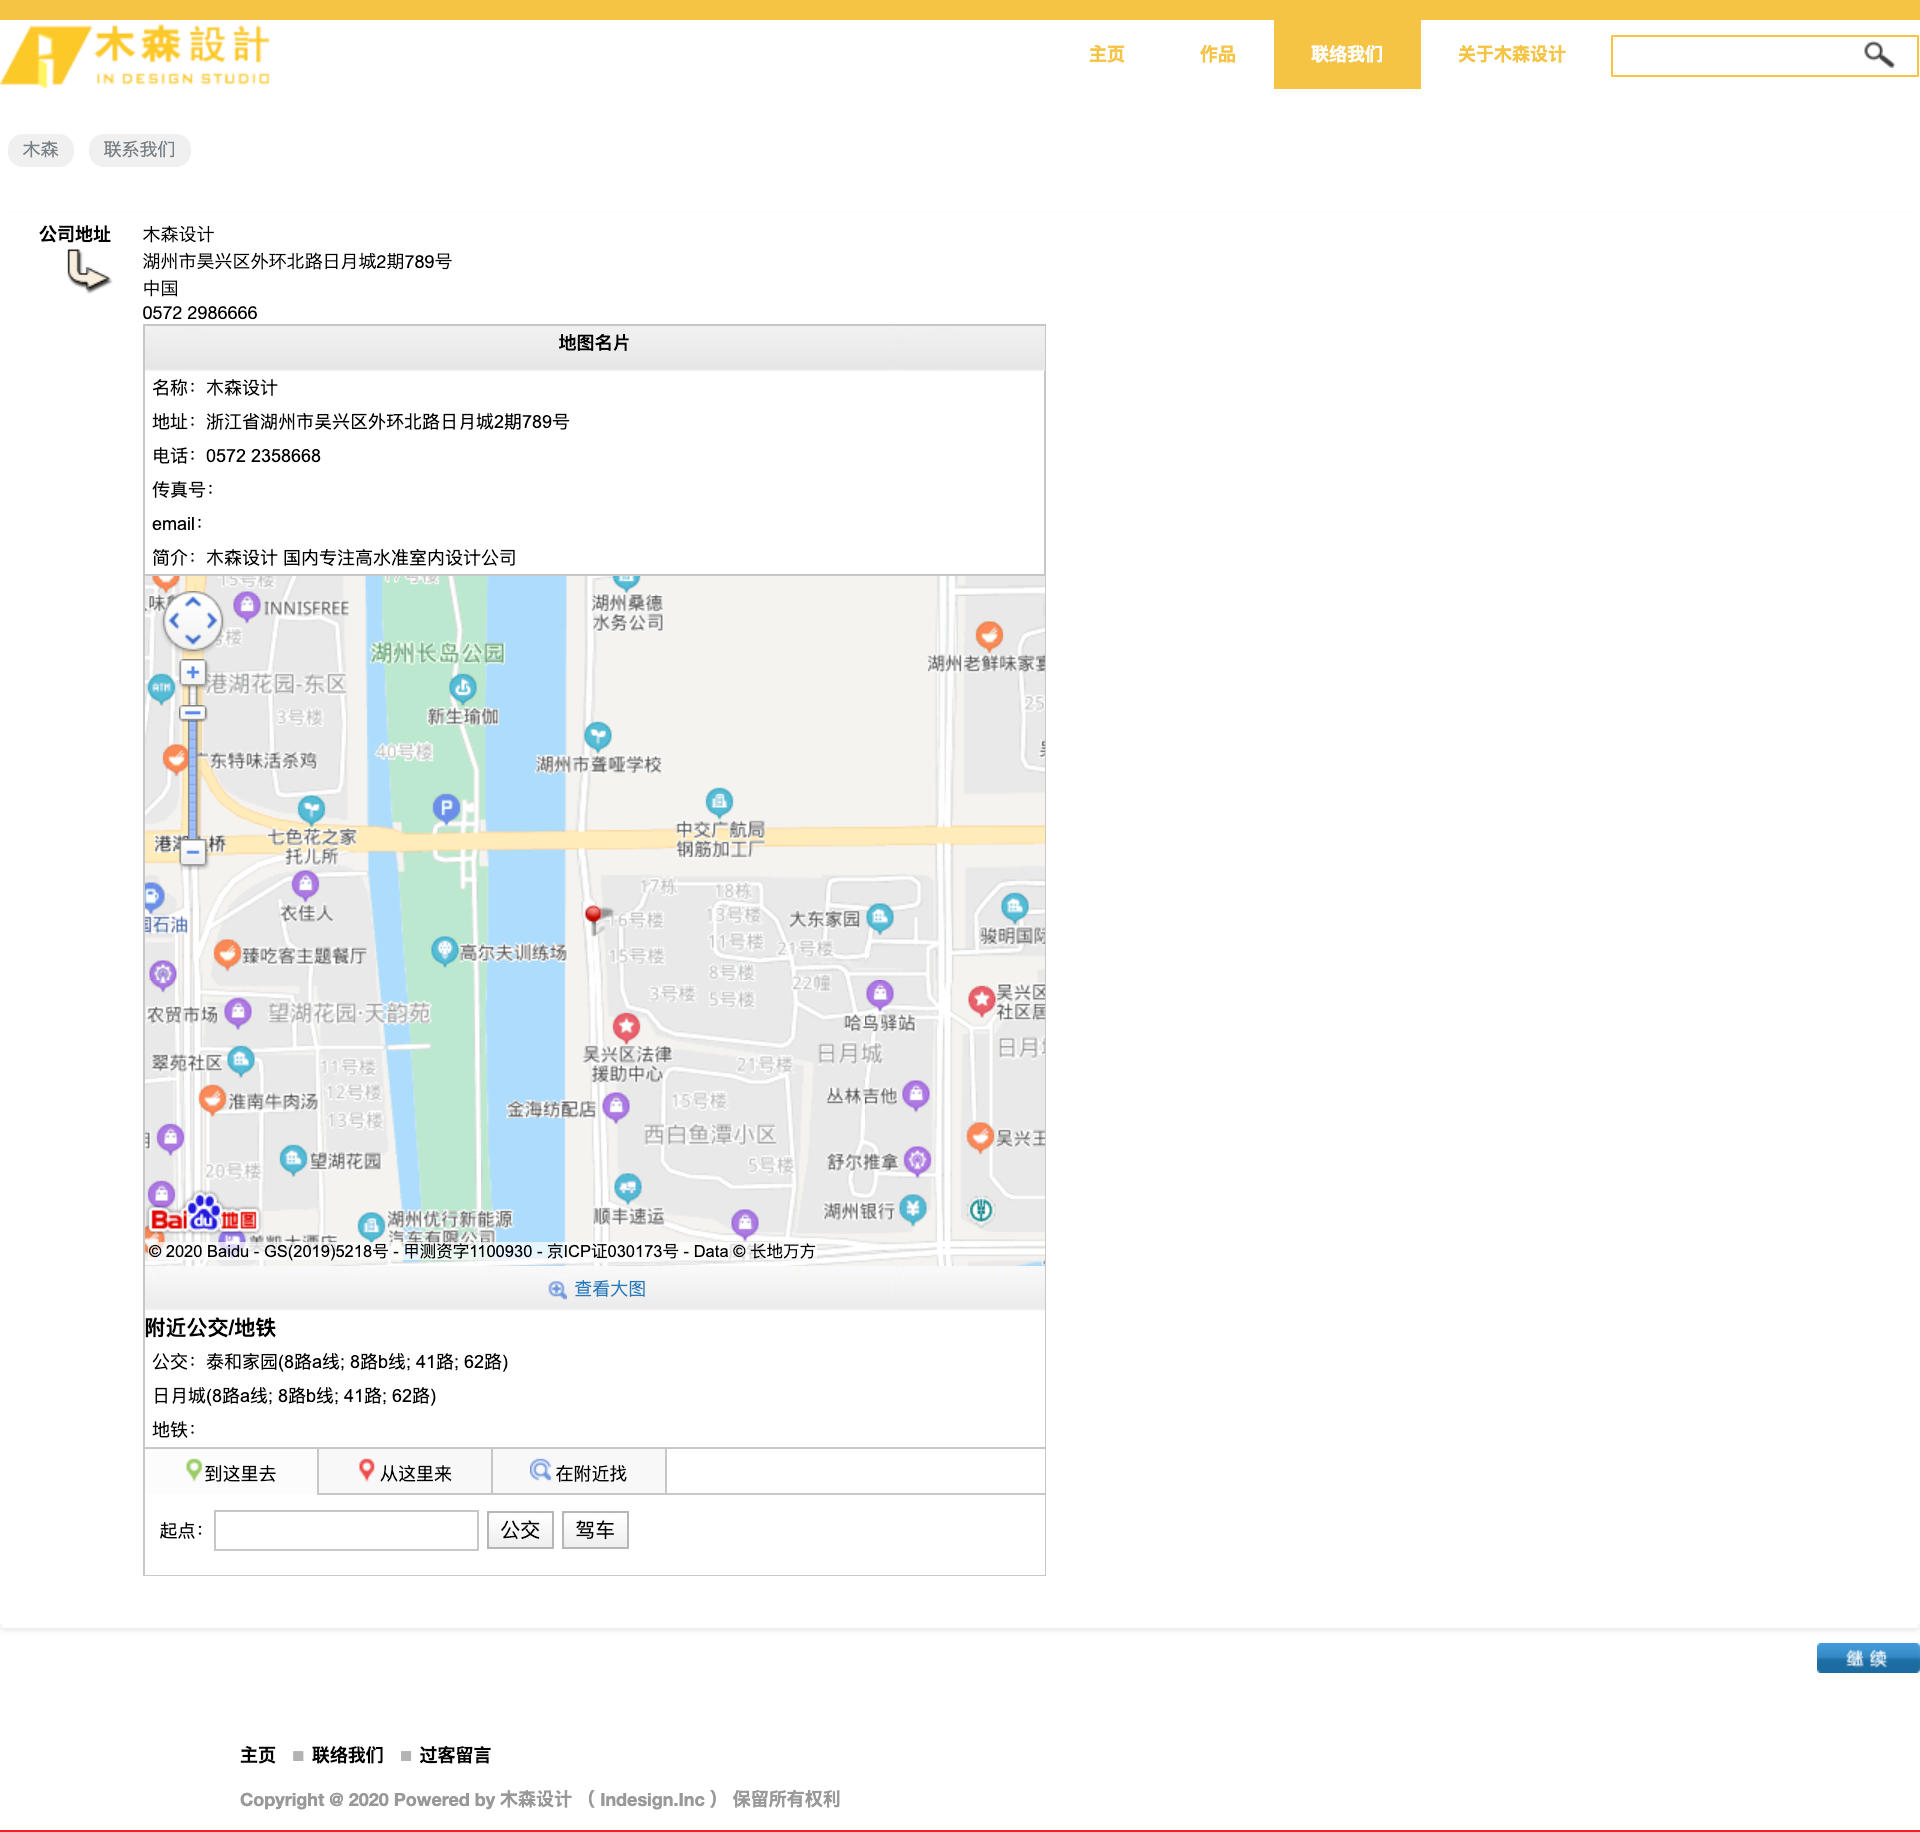 木森設計
IN DESIGN STUDIO
主页
作品
联络我们
关于木森设计
木森
联系我们
公司地址
木森设计
湖州市昊兴区外环北路日月城2期789号
中国
0572 2986666
地图名片
名称：木森设计
地址：浙江省湖州市吴兴区外环北路日月城2期789号
电话：0572 2358668
传真号：
email：
简介：木森设计 国内专注高水准室内设计公司
15号楼
INNISFREE
湖州桑德
水务公司
湖州长岛公园
湖州老鲜味家宴
港湖花园-东区
ATM
3号楼
新生瑜伽
25
40号楼
东特味活杀鸡
湖州市聋哑学校
P
七色花之家
托儿所
中交广航局
钢筋加工厂
衣佳人
17栋
18栋
16号楼
13号楼
大东家园
骏明国际
石油
11号楼
21号楼
臻吃客主题餐厅
高尔夫训练场
15号楼
8号楼
22幢
3号楼
5号楼
农贸市场
望湖花园·天韵苑
哈鸟驿站
吴兴区
社区居
翠苑社区
11号楼
吴兴区法律
援助中心
21号楼
日月城
日月
淮南牛肉汤
12号楼
13号楼
金海纺配店
15号楼
丛林吉他
西白鱼潭小区
吴兴王
20号楼
望湖花园
5号楼
舒尔推拿
湖州优行新能源
汽车有限公司
顺丰速运
湖州银行
Bai du 地图
© 2020 Baidu - GS(2019)5218号 - 甲测资字1100930 - 京ICP证030173号 - Data © 长地万方
查看大图
附近公交/地铁
公交：泰和家园(8路a线; 8路b线; 41路; 62路)
日月城(8路a线; 8路b线; 41路; 62路)
地铁：
到这里去
从这里来
在附近找
起点：
公交
驾车
继 续
主页
联络我们
过客留言
Copyright @ 2020 Powered by 木森设计 （ Indesign.Inc ） 保留所有权利